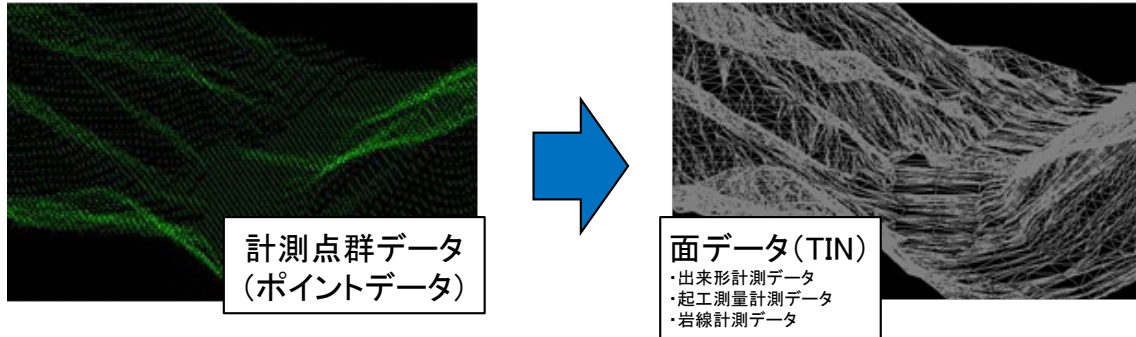 計測点群データ
(ポイントデータ)
面データ(TIN)
・出来形計測データ
・起工測量計測データ
・岩線計測データ